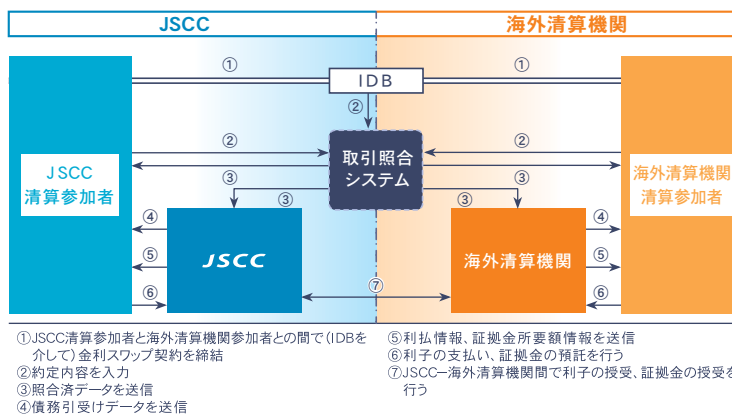 JSCC
海外清算機関
①
①
IDB
②
②
②
取引照合
システム
JSCC
清算参加者
海外清算機関
清算参加者
③
③
③
③
④
④
JSCC
海外清算機関
⑤
⑤
⑦
⑥
⑥
①JSCC清算参加者と海外清算機関参加者との間で(IDBを
介して)金利スワップ契約を締結
②約定内容を入力
③照合済データを送信
④債務引受けデータを送信
⑤利払情報、証拠金所要額情報を送信
⑥利子の支払い、証拠金の預託を行う
⑦JSCC−海外清算機関間で利子の授受、証拠金の授受を
行う